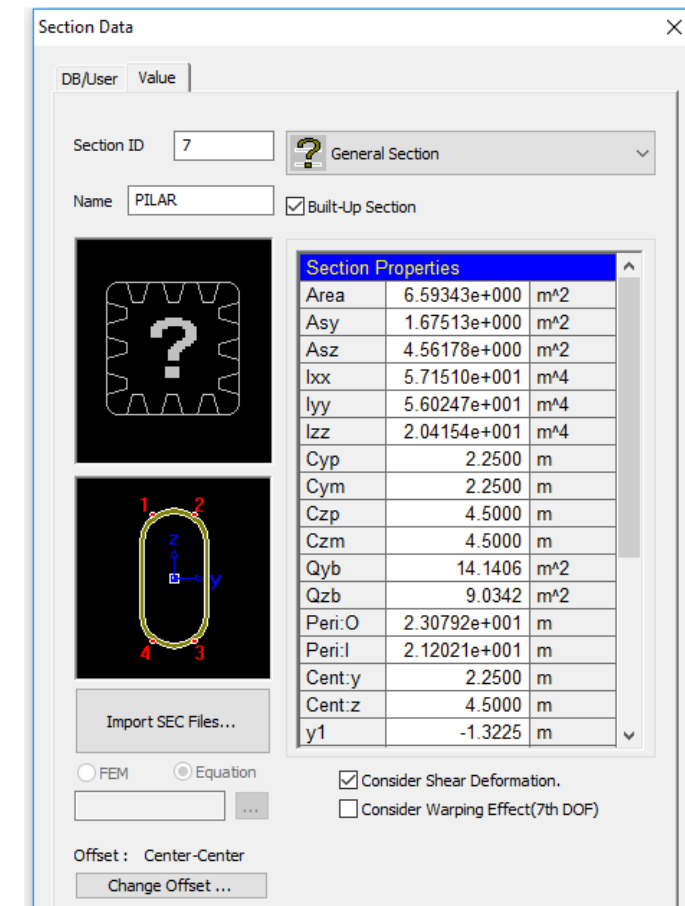 Section Data
DB/User Value
Section ID 7 General Section
Name PILAR Built-Up Section
Section Properties
Area 6.59343e+000 m^2
Asy 1.67513e+000 m^2
Asz 4.56178e+000 m^2
Ixx 5.71510e+001 m^4
Iyy 5.60247e+001 m^4
Izz 2.04154e+001 m^4
Cyp 2.2500 m
Cym 2.2500 m
Czp 4.5000 m
Czm 4.5000 m
Qyb 14.1406 m^2
Qzb 9.0342 m^2
Peri:O 2.30792e+001 m
Peri:I 2.12021e+001 m
Cent:y 2.2500 m
Cent:z 4.5000 m
y1 -1.3225 m
?
1 2
z
y
4 3
Import SEC Files...
FEM Equation
...
Consider Shear Deformation.
Consider Warping Effect(7th DOF)
Offset : Center-Center
Change Offset ...